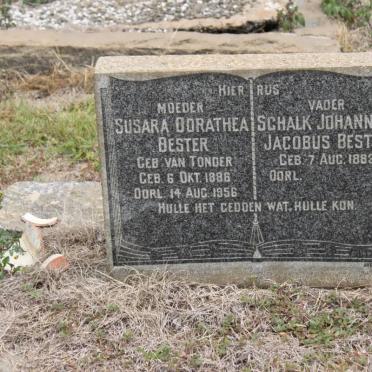 HIER RUS
MOEDER
SUSARA DORATHEA
BESTER
GEB. VAN TONDER
GEB. 6 OKT. 1886
OORL. 14 AUG. 1956
VADER
SCHALK JOHANN
JACOBUS BEST
GEB. 7 AUG. 188
OORL.
HULLE HET GEDOEN WAT HULLE KON